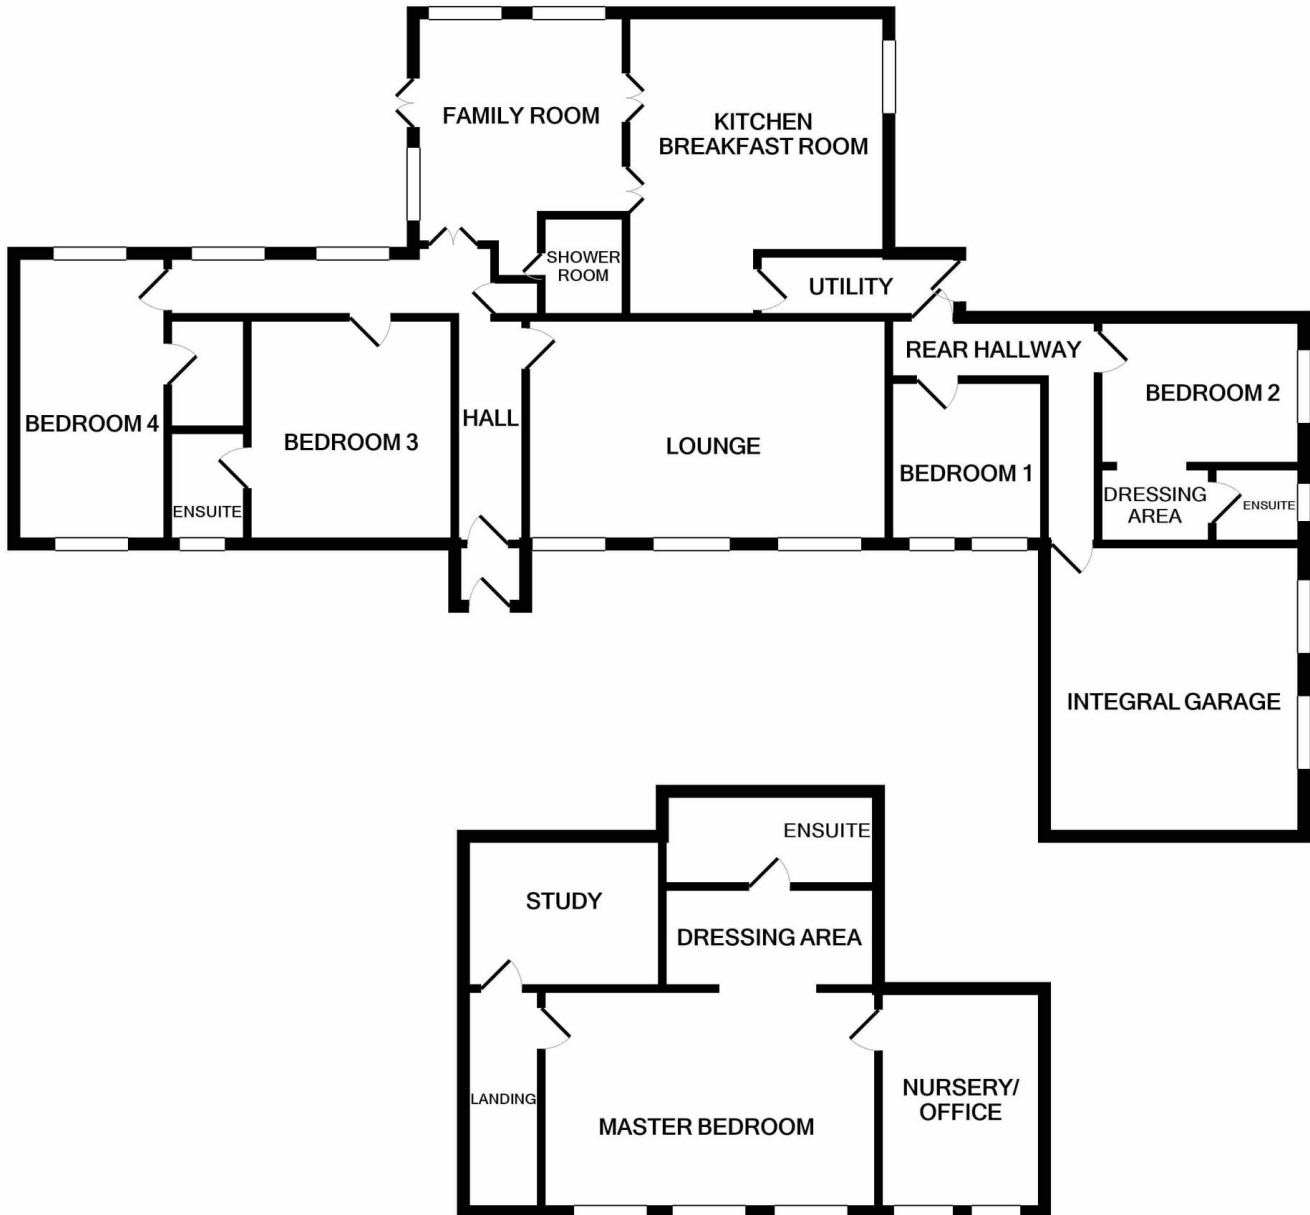 FAMILY ROOM
KITCHEN
BREAKFAST ROOM
SHOWER
ROOM
UTILITY
REAR HALLWAY
BEDROOM 2
BEDROOM 4
BEDROOM 3
HALL
LOUNGE
BEDROOM 1
ENSUITE
DRESSING
AREA
ENSUITE
INTEGRAL GARAGE
ENSUITE
STUDY
DRESSING AREA
LANDING
MASTER BEDROOM
NURSERY/
OFFICE